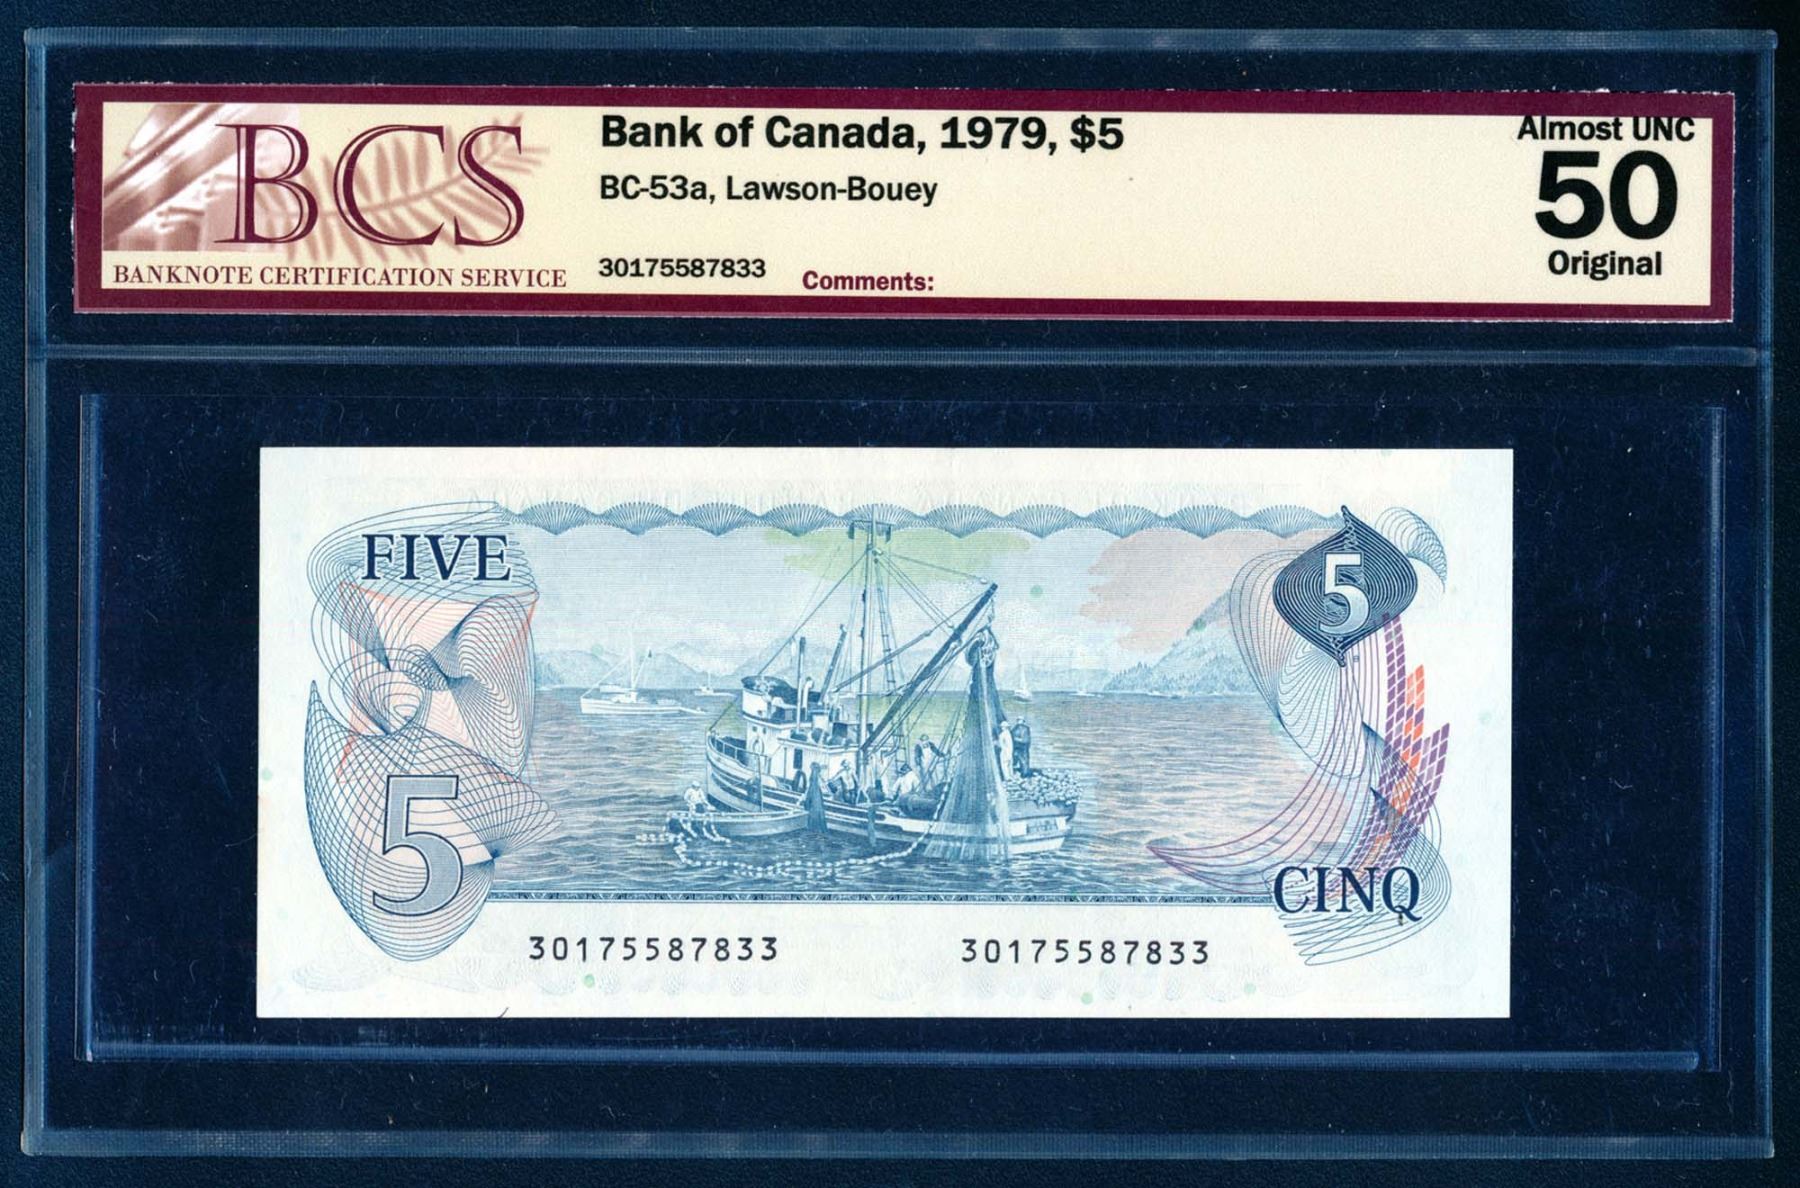 BCS
BANKNOTE CERTIFICATION SERVICE
Bank of Canada, 1979, $5
BC-53a, Lawson-Bouey
30175587833
Comments:
Almost UNC
50
Original
FIVE
5
5
CINQ
30175587833
30175587833